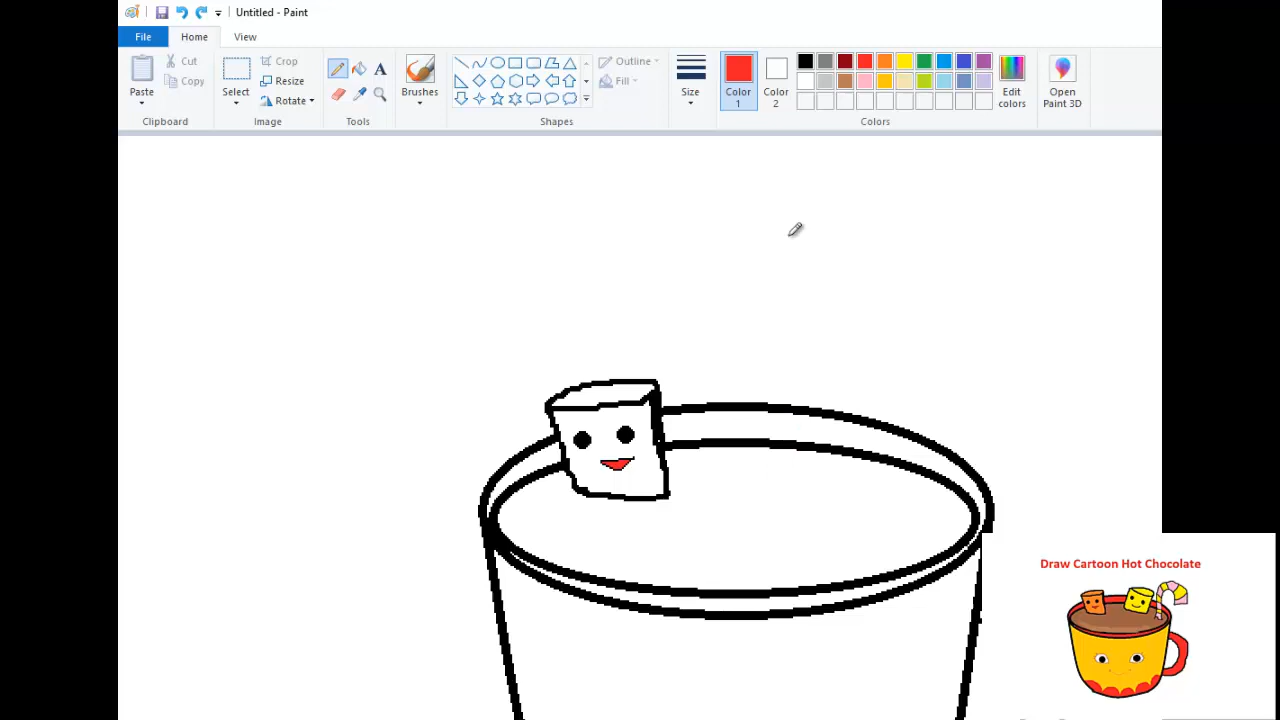 Untitled - Paint
File Home View
Paste
Cut
Copy
Clipboard
Select
Crop
Resize
Rotate
Image
Tools
Brushes
Shapes
Outline
Fill
Size
Color
1
Color
2
Colors
Edit
colors
Open
Paint 3D
Draw Cartoon Hot Chocolate